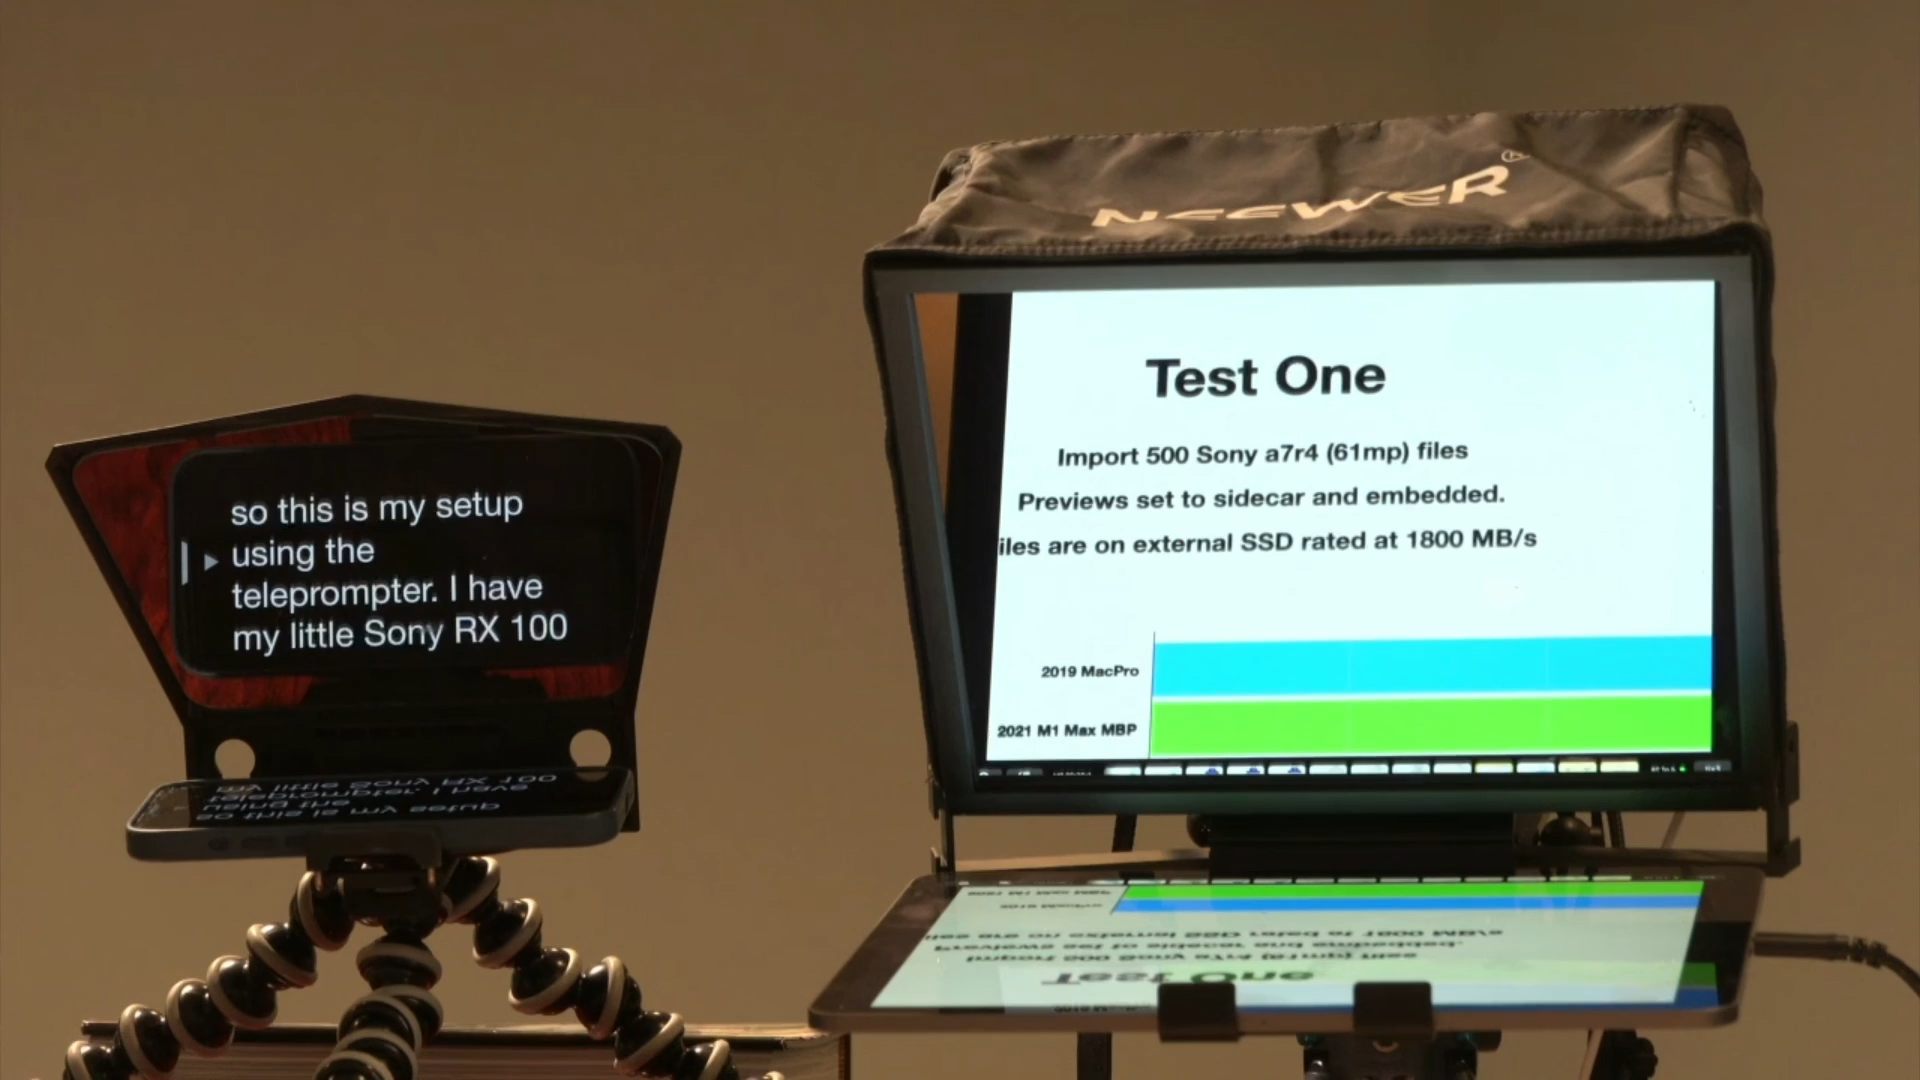 so this is my setup
using the
teleprompter. I have
my little Sony RX 100
NEEWER®
Test One
Import 500 Sony a7r4 (61mp) files
Previews set to sidecar and embedded.
iles are on external SSD rated at 1800 MB/s
2019 MacPro
2021 M1 Max MBP